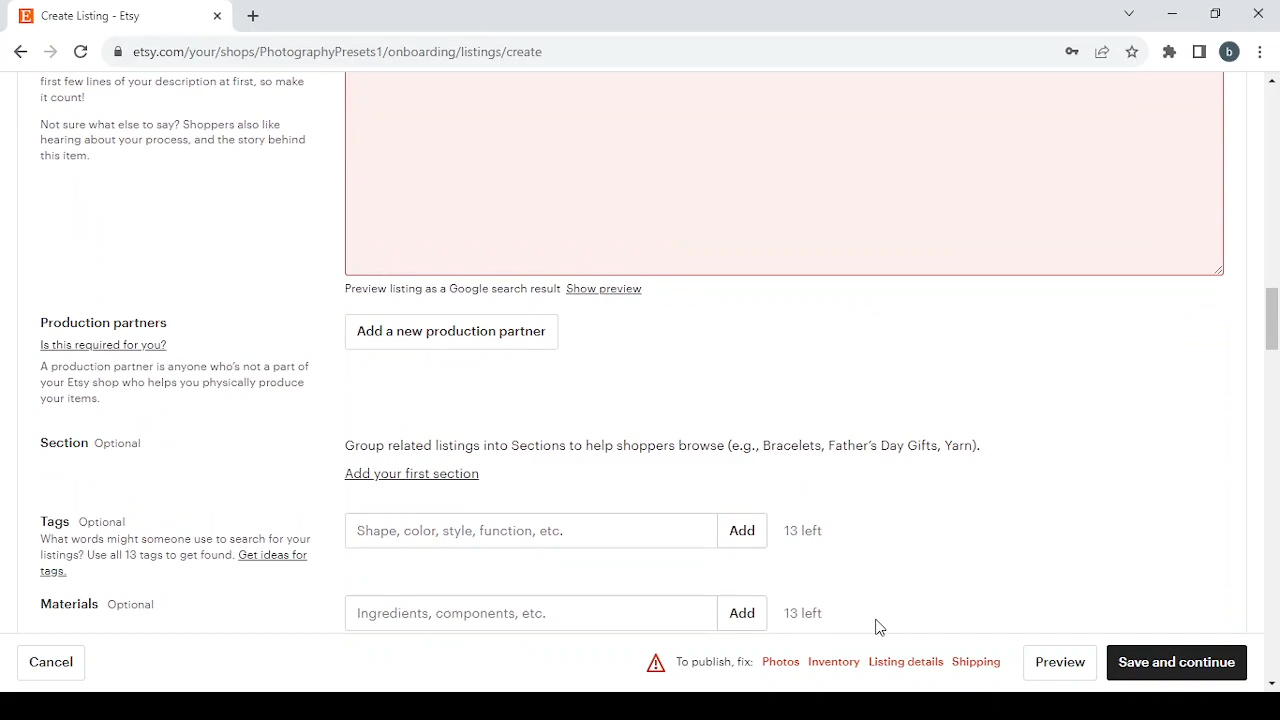 Create Listing - Etsy
etsy.com/your/shops/PhotographyPresets1/onboarding/listings/create
b
first few lines of your description at first, so make
it count!
Not sure what else to say? Shoppers also like
hearing about your process, and the story behind
this item.
Preview listing as a Google search result Show preview
Production partners
Add a new production partner
Is this required for you?
A production partner is anyone who's not a part of
your Etsy shop who helps you physically produce
your items.
Section Optional
Group related listings into Sections to help shoppers browse (e.g., Bracelets, Father's Day Gifts, Yarn).
Add your first section
Tags Optional
What words might someone use to search for your
listings? Use all 13 tags to get found. Get ideas for
tags.
Shape, color, style, function, etc. Add 13 left
Materials Optional
Ingredients, components, etc. Add 13 left
Cancel
To publish, fix: Photos Inventory Listing details Shipping
Preview
Save and continue